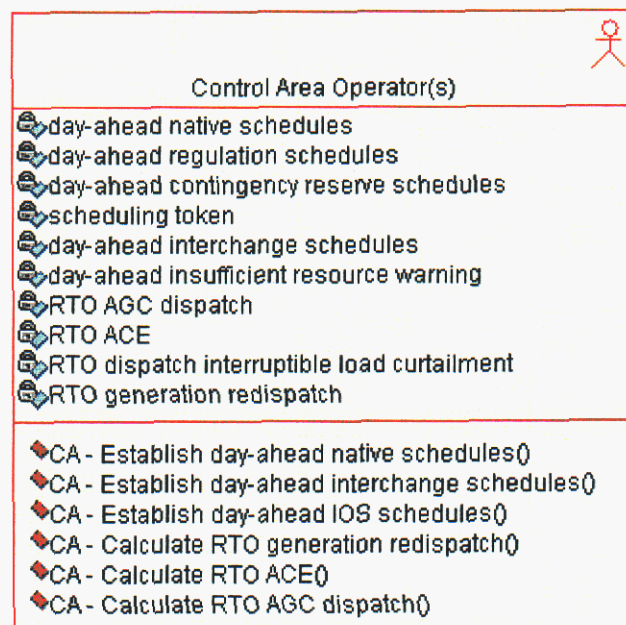 Control Area Operator(s)
day-ahead native schedules
day-ahead regulation schedules
day-ahead contingency reserve schedules
scheduling token
day-ahead interchange schedules
day-ahead insufficient resource warning
RTO AGC dispatch
RTO ACE
RTO dispatch interruptible load curtailment
RTO generation redispatch
CA - Establish day-ahead native schedules()
CA - Establish day-ahead interchange schedules()
CA - Establish day-ahead IOS schedules()
CA - Calculate RTO generation redispatch()
CA - Calculate RTO ACE()
CA - Calculate RTO AGC dispatch()